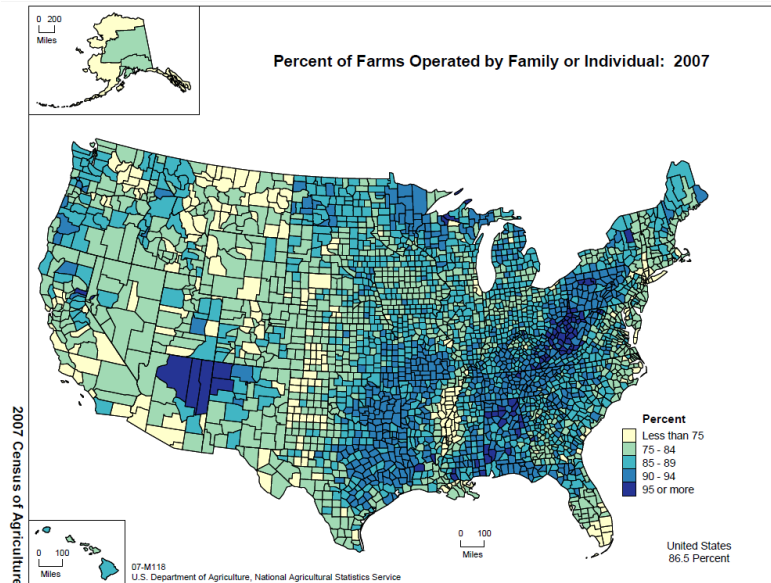 0 200
Miles
Percent of Farms Operated by Family or Individual: 2007
2007 Census of Agriculture
Percent
Less than 75
75 - 84
85 - 89
90 - 94
95 or more
0 100
Miles
0 100
Miles
07-M118
U.S. Department of Agriculture, National Agricultural Statistics Service
United States
86.5 Percent